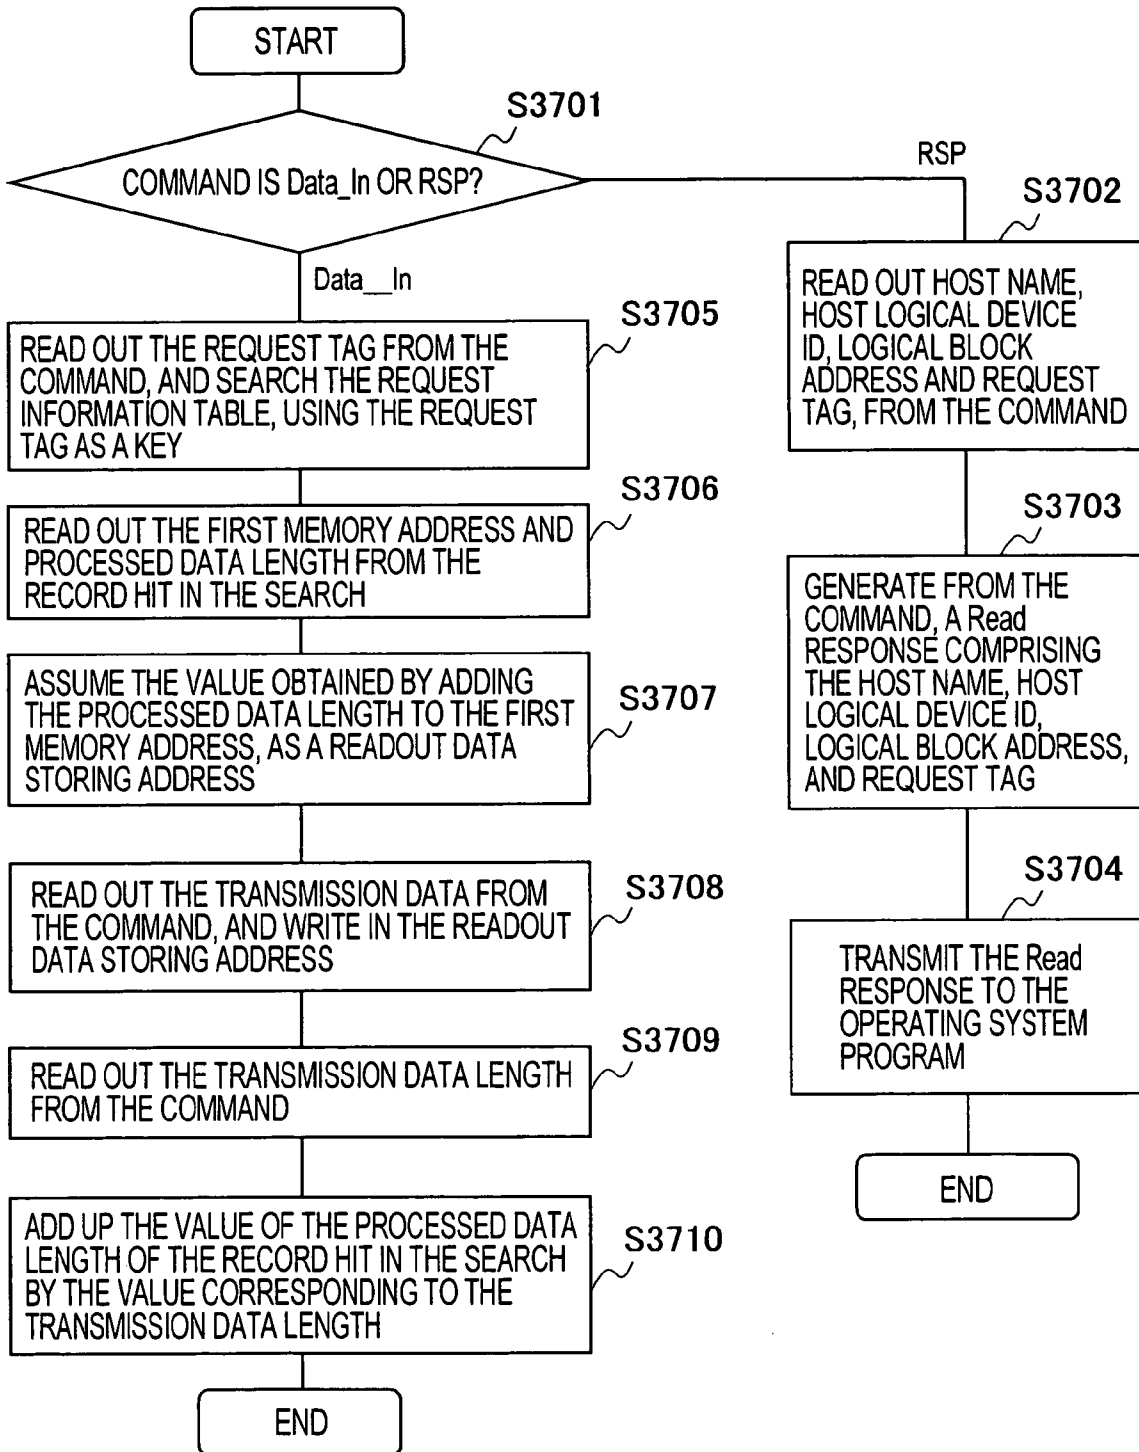 START
S3701
COMMAND IS Data_In OR RSP?
RSP
Data__In
S3702
READ OUT HOST NAME,
HOST LOGICAL DEVICE
ID, LOGICAL BLOCK
ADDRESS AND REQUEST
TAG, FROM THE COMMAND
S3703
GENERATE FROM THE
COMMAND, A Read
RESPONSE COMPRISING
THE HOST NAME, HOST
LOGICAL DEVICE ID,
LOGICAL BLOCK ADDRESS,
AND REQUEST TAG
S3704
TRANSMIT THE Read
RESPONSE TO THE
OPERATING SYSTEM
PROGRAM
END
S3705
READ OUT THE REQUEST TAG FROM THE
COMMAND, AND SEARCH THE REQUEST
INFORMATION TABLE, USING THE REQUEST
TAG AS A KEY
S3706
READ OUT THE FIRST MEMORY ADDRESS AND
PROCESSED DATA LENGTH FROM THE
RECORD HIT IN THE SEARCH
S3707
ASSUME THE VALUE OBTAINED BY ADDING
THE PROCESSED DATA LENGTH TO THE FIRST
MEMORY ADDRESS, AS A READOUT DATA
STORING ADDRESS
S3708
READ OUT THE TRANSMISSION DATA FROM
THE COMMAND, AND WRITE IN THE READOUT
DATA STORING ADDRESS
S3709
READ OUT THE TRANSMISSION DATA LENGTH
FROM THE COMMAND
S3710
ADD UP THE VALUE OF THE PROCESSED DATA
LENGTH OF THE RECORD HIT IN THE SEARCH
BY THE VALUE CORRESPONDING TO THE
TRANSMISSION DATA LENGTH
END